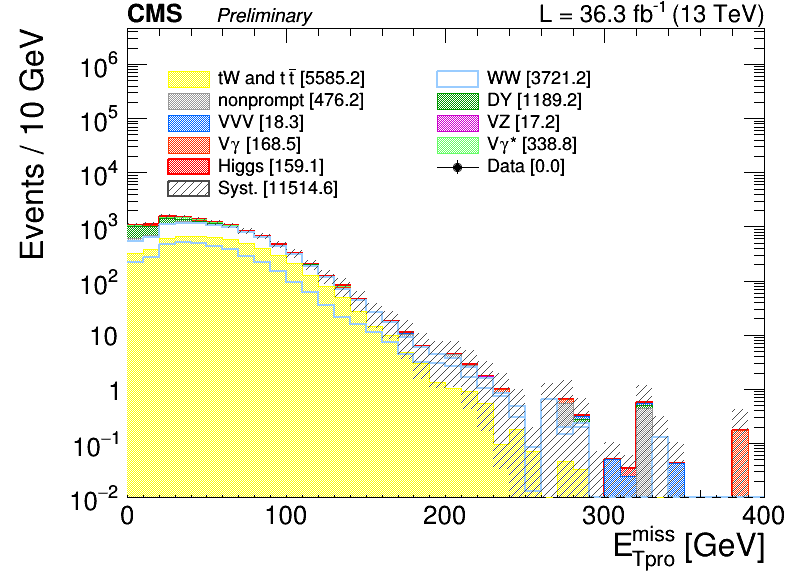 CMS Preliminary L = 36.3 fb⁻¹ (13 TeV)
Events / 10 GeV
10⁶
10⁵
10⁴
10³
10²
10
1
10⁻¹
10⁻²
tW and t t̅ [5585.2]
nonprompt [476.2]
VVV [18.3]
Vγ [168.5]
Higgs [159.1]
Syst. [11514.6]
WW [3721.2]
DY [1189.2]
VZ [17.2]
Vγ* [338.8]
Data [0.0]
0 100 200 300 400
E_Tpro^miss [GeV]